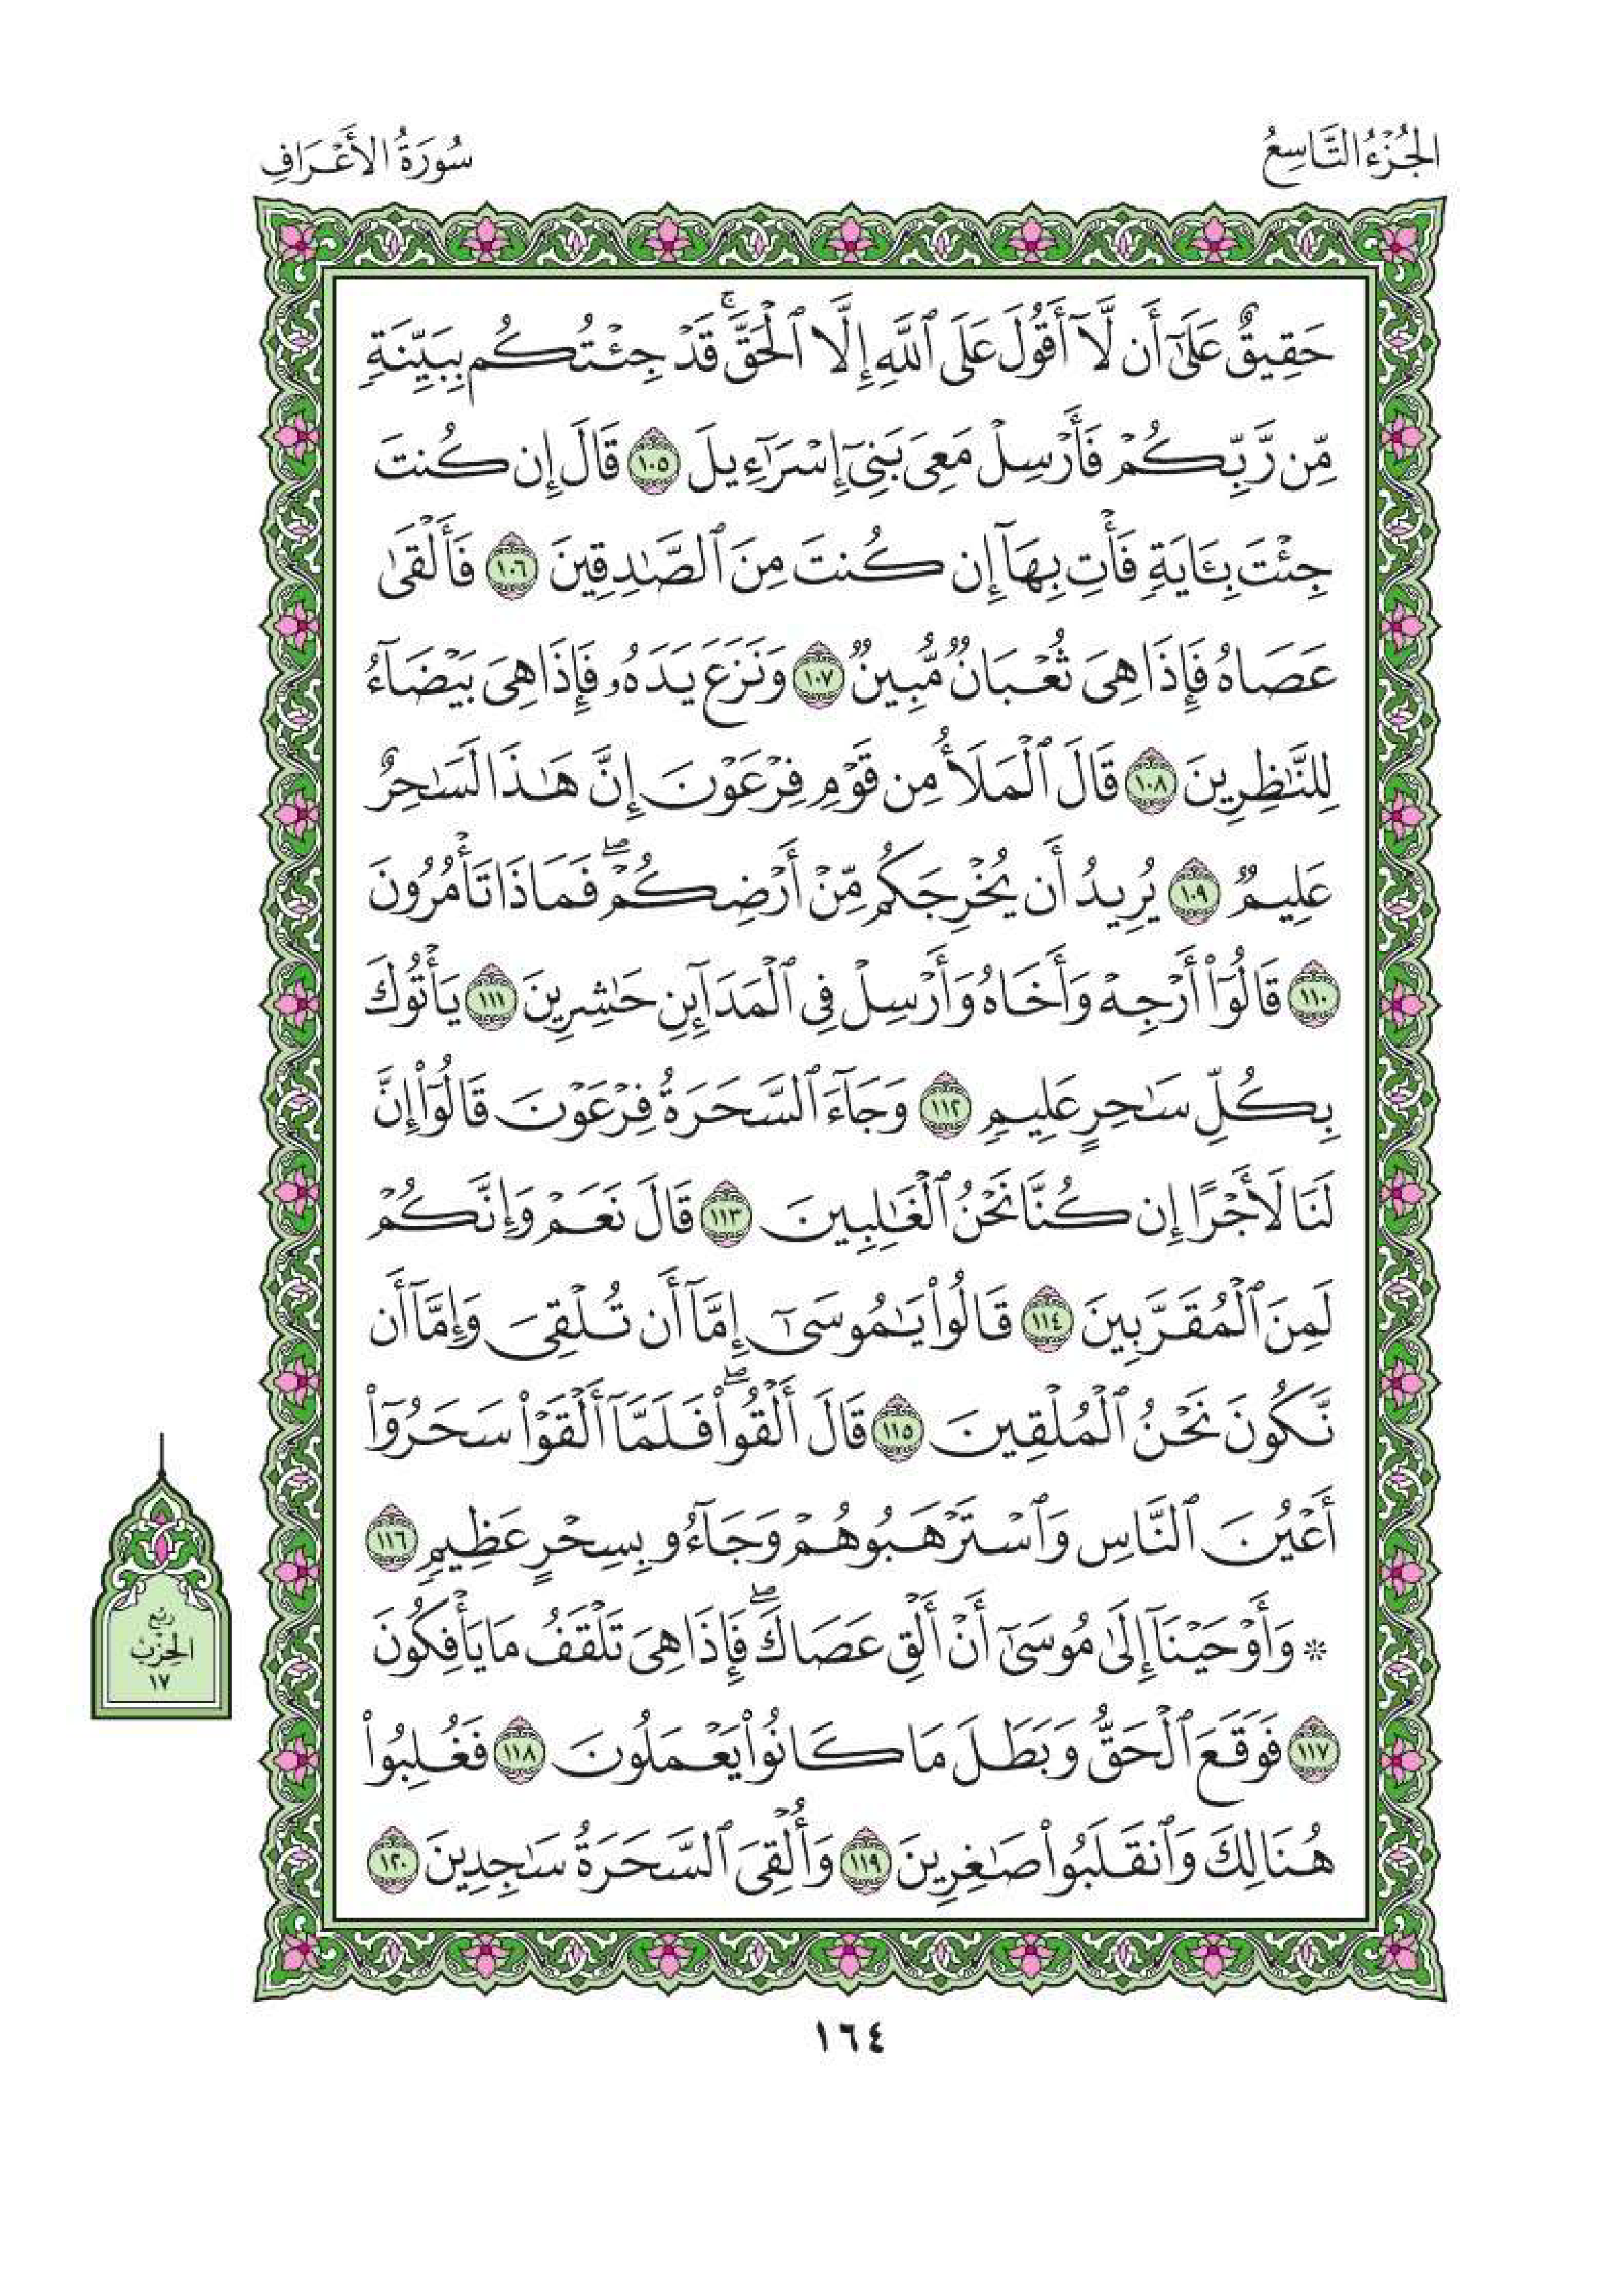 الجُزْءُ التَّاسِعُ
سُورَةُ الأَعْرَافِ
حَقِيقٌ عَلَىٰٓ أَن لَّآ أَقُولَ عَلَى ٱللَّهِ إِلَّا ٱلْحَقَّۚ قَدْ جِئْتُكُم بِبَيِّنَةٍ
مِّن رَّبِّكُمْ فَأَرْسِلْ مَعِىَ بَنِىٓ إِسْرَٰٓءِيلَ ١٠٥ قَالَ إِن كُنتَ
جِئْتَ بِـَٔايَةٍ فَأْتِ بِهَآ إِن كُنتَ مِنَ ٱلصَّٰدِقِينَ ١٠٦ فَأَلْقَىٰ
عَصَاهُ فَإِذَا هِىَ ثُعْبَانٌ مُّبِينٌ ١٠٧ وَنَزَعَ يَدَهُۥ فَإِذَا هِىَ بَيْضَآءُ
لِلنَّٰظِرِينَ ١٠٨ قَالَ ٱلْمَلَأُ مِن قَوْمِ فِرْعَوْنَ إِنَّ هَٰذَا لَسَٰحِرٌ
عَلِيمٌ ١٠٩ يُرِيدُ أَن يُخْرِجَكُم مِّنْ أَرْضِكُمْۖ فَمَاذَا تَأْمُرُونَ
١١٠ قَالُوٓا۟ أَرْجِهْ وَأَخَاهُ وَأَرْسِلْ فِى ٱلْمَدَآئِنِ حَٰشِرِينَ ١١١ يَأْتُوكَ
بِكُلِّ سَٰحِرٍ عَلِيمٍ ١١٢ وَجَآءَ ٱلسَّحَرَةُ فِرْعَوْنَ قَالُوٓا۟ إِنَّ
لَنَا لَأَجْرًا إِن كُنَّا نَحْنُ ٱلْغَٰلِبِينَ ١١٣ قَالَ نَعَمْ وَإِنَّكُمْ
لَمِنَ ٱلْمُقَرَّبِينَ ١١٤ قَالُوا۟ يَٰمُوسَىٰٓ إِمَّآ أَن تُلْقِىَ وَإِمَّآ أَن
نَّكُونَ نَحْنُ ٱلْمُلْقِينَ ١١٥ قَالَ أَلْقُوا۟ۖ فَلَمَّآ أَلْقَوْا۟ سَحَرُوٓا۟
أَعْيُنَ ٱلنَّاسِ وَٱسْتَرْهَبُوهُمْ وَجَآءُو بِسِحْرٍ عَظِيمٍ ١١٦
۞ وَأَوْحَيْنَآ إِلَىٰ مُوسَىٰٓ أَنْ أَلْقِ عَصَاكَۖ فَإِذَا هِىَ تَلْقَفُ مَا يَأْفِكُونَ
١١٧ فَوَقَعَ ٱلْحَقُّ وَبَطَلَ مَا كَانُوا۟ يَعْمَلُونَ ١١٨ فَغُلِبُوا۟
هُنَالِكَ وَٱنقَلَبُوا۟ صَٰغِرِينَ ١١٩ وَأُلْقِىَ ٱلسَّحَرَةُ سَٰجِدِينَ ١٢٠
رُبْعُ
الحِزْبِ
١٧
١٦٤